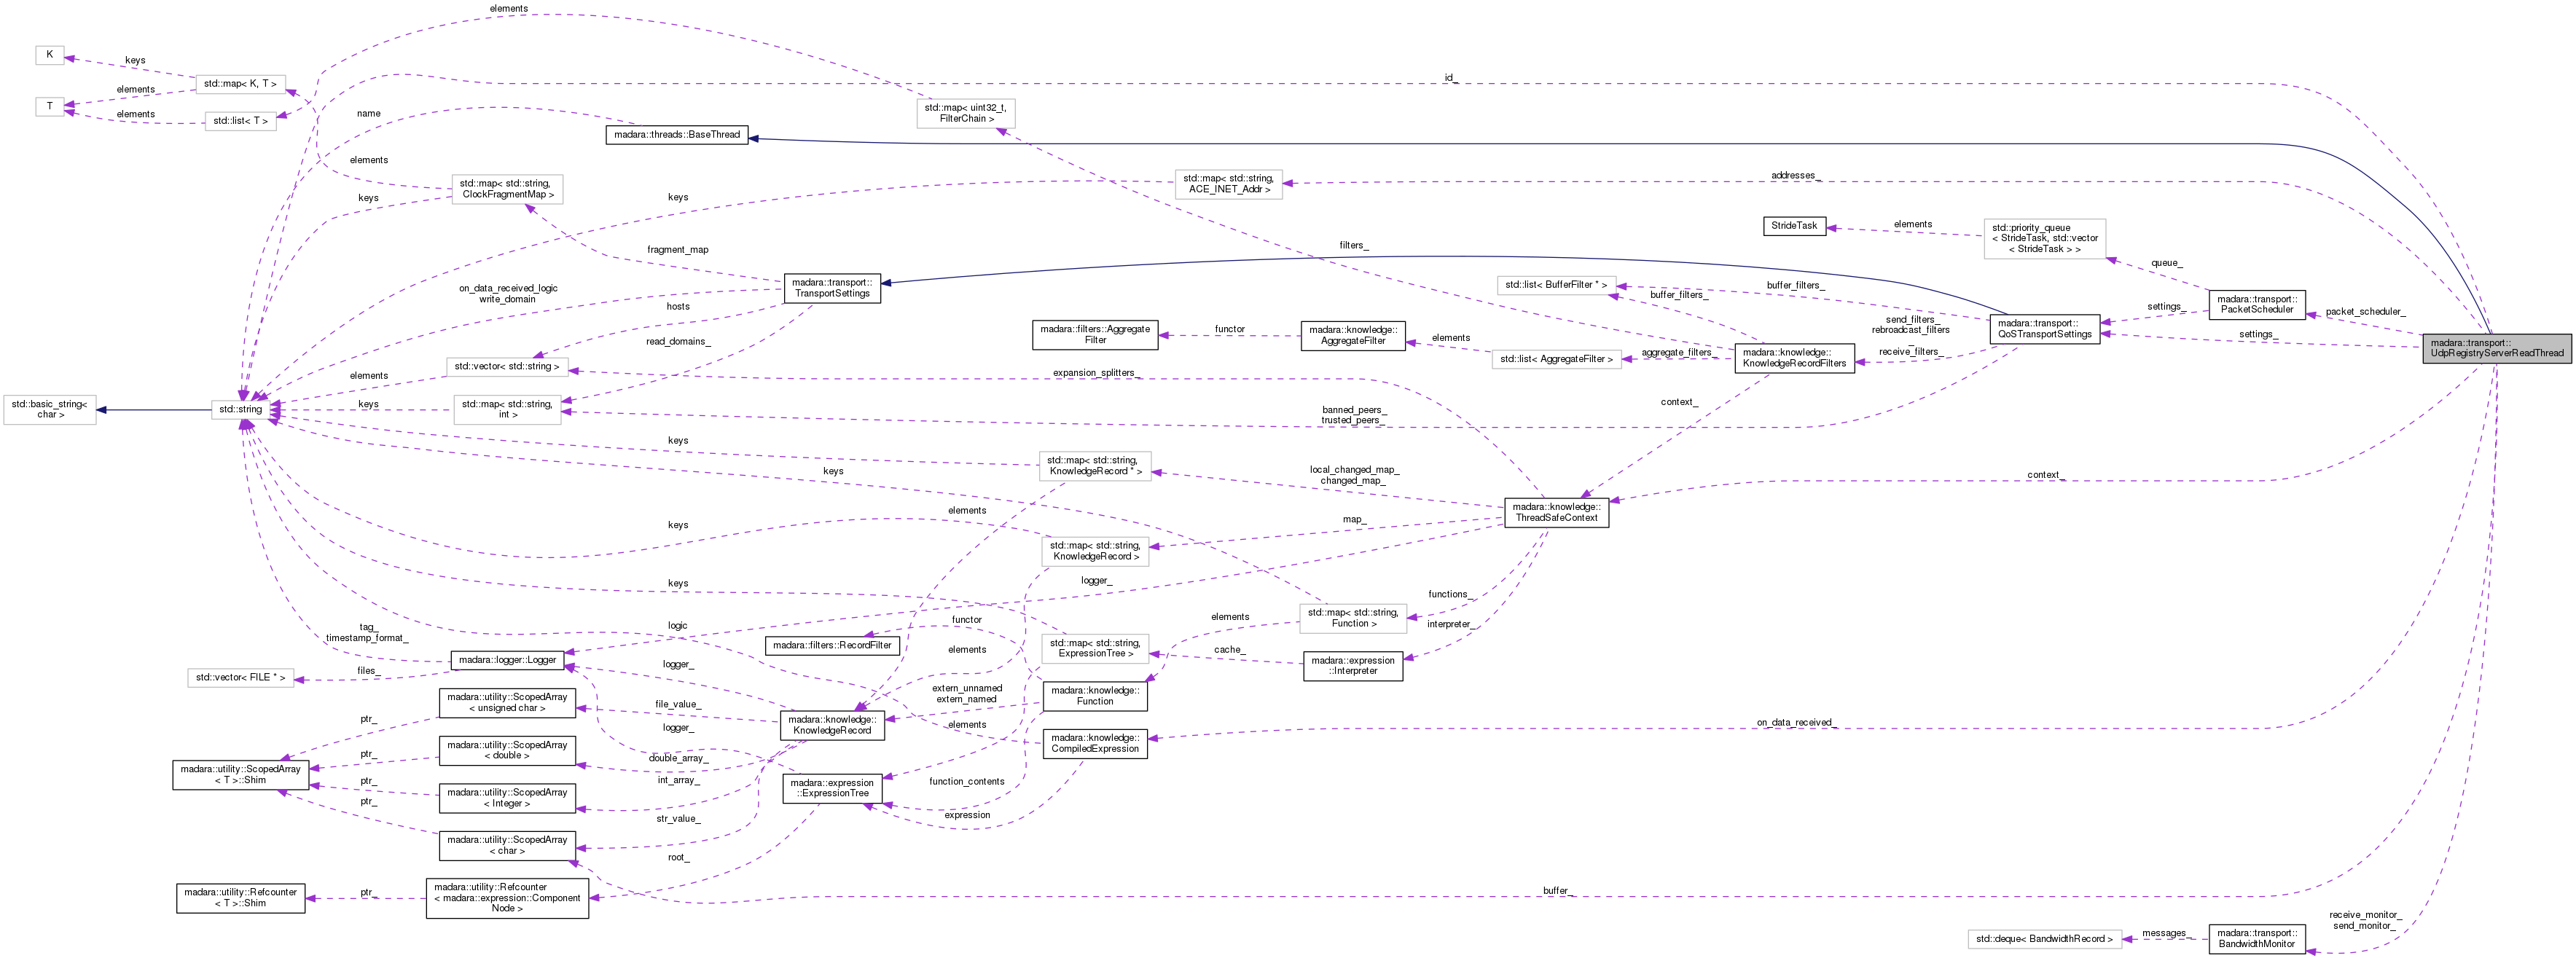 elements
K
keys
std::map< K, T >
id_
elements
T
elements
std::list< T >
name
std::map< uint32_t,
FilterChain >
madara::threads::BaseThread
elements
std::map< std::string,
ClockFragmentMap >
keys
keys
std::map< std::string,
ACE_INET_Addr >
addresses_
StrideTask
elements
std::priority_queue
< StrideTask, std::vector
< StrideTask > >
queue_
fragment_map
filters_
on_data_received_logic
write_domain
madara::transport::
TransportSettings
hosts
read_domains_
std::list< BufferFilter * >
buffer_filters_
buffer_filters_
madara::transport::
PacketScheduler
settings_
packet_scheduler_
settings_
madara::transport::
QoSTransportSettings
send_filters_
rebroadcast_filters
_
receive_filters_
madara::transport::
UdpRegistryServerReadThread
madara::filters::Aggregate
Filter
functor
madara::knowledge::
AggregateFilter
elements
std::list< AggregateFilter >
aggregate_filters_
madara::knowledge::
KnowledgeRecordFilters
std::vector< std::string >
elements
expansion_splitters_
std::basic_string<
char >
std::string
keys
std::map< std::string,
int >
banned_peers_
trusted_peers_
context_
keys
std::map< std::string,
KnowledgeRecord * >
keys
local_changed_map_
changed_map_
context_
madara::knowledge::
ThreadSafeContext
elements
keys
map_
std::map< std::string,
KnowledgeRecord >
keys
logger_
functions_
std::map< std::string,
Function >
elements
interpreter_
tag_
timestamp_format_
logic
functor
madara::filters::RecordFilter
elements
std::map< std::string,
ExpressionTree >
cache_
madara::expression
::Interpreter
madara::logger::Logger
logger_
std::vector< FILE * >
files_
extern_unnamed
extern_named
madara::knowledge::
Function
madara::utility::ScopedArray
< unsigned char >
file_value_
ptr_
madara::knowledge::
KnowledgeRecord
logger_
elements
on_data_received_
madara::knowledge::
CompiledExpression
madara::utility::ScopedArray
< double >
ptr_
double_array_
madara::utility::ScopedArray
< T >::Shim
ptr_
int_array_
madara::utility::ScopedArray
< Integer >
ptr_
madara::expression
::ExpressionTree
function_contents
expression
str_value_
madara::utility::ScopedArray
< char >
root_
madara::utility::Refcounter
< T >::Shim
ptr_
madara::utility::Refcounter
< madara::expression::Component
Node >
buffer_
receive_monitor_
send_monitor_
std::deque< BandwidthRecord >
messages_
madara::transport::
BandwidthMonitor